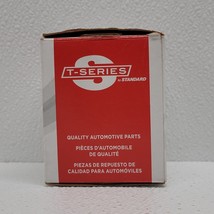 S
T-SERIES
by STANDARD
QUALITY AUTOMOTIVE PARTS
PIÈCES D'AUTOMOBILE
DE QUALITÉ
PIEZAS DE REPUESTO DE
CALIDAD PARA AUTOMÓVILES